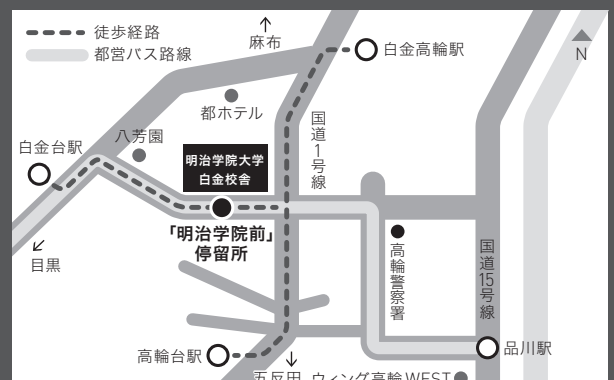 徒歩経路
都営バス路線
麻布
白金高輪駅
N
都ホテル
国道1号線
八芳園
白金台駅
明治学院大学
白金校舎
「明治学院前」
停留所
目黒
高輪警察署
国道15号線
高輪台駅
品川駅
五反田
ウィング高輪WEST